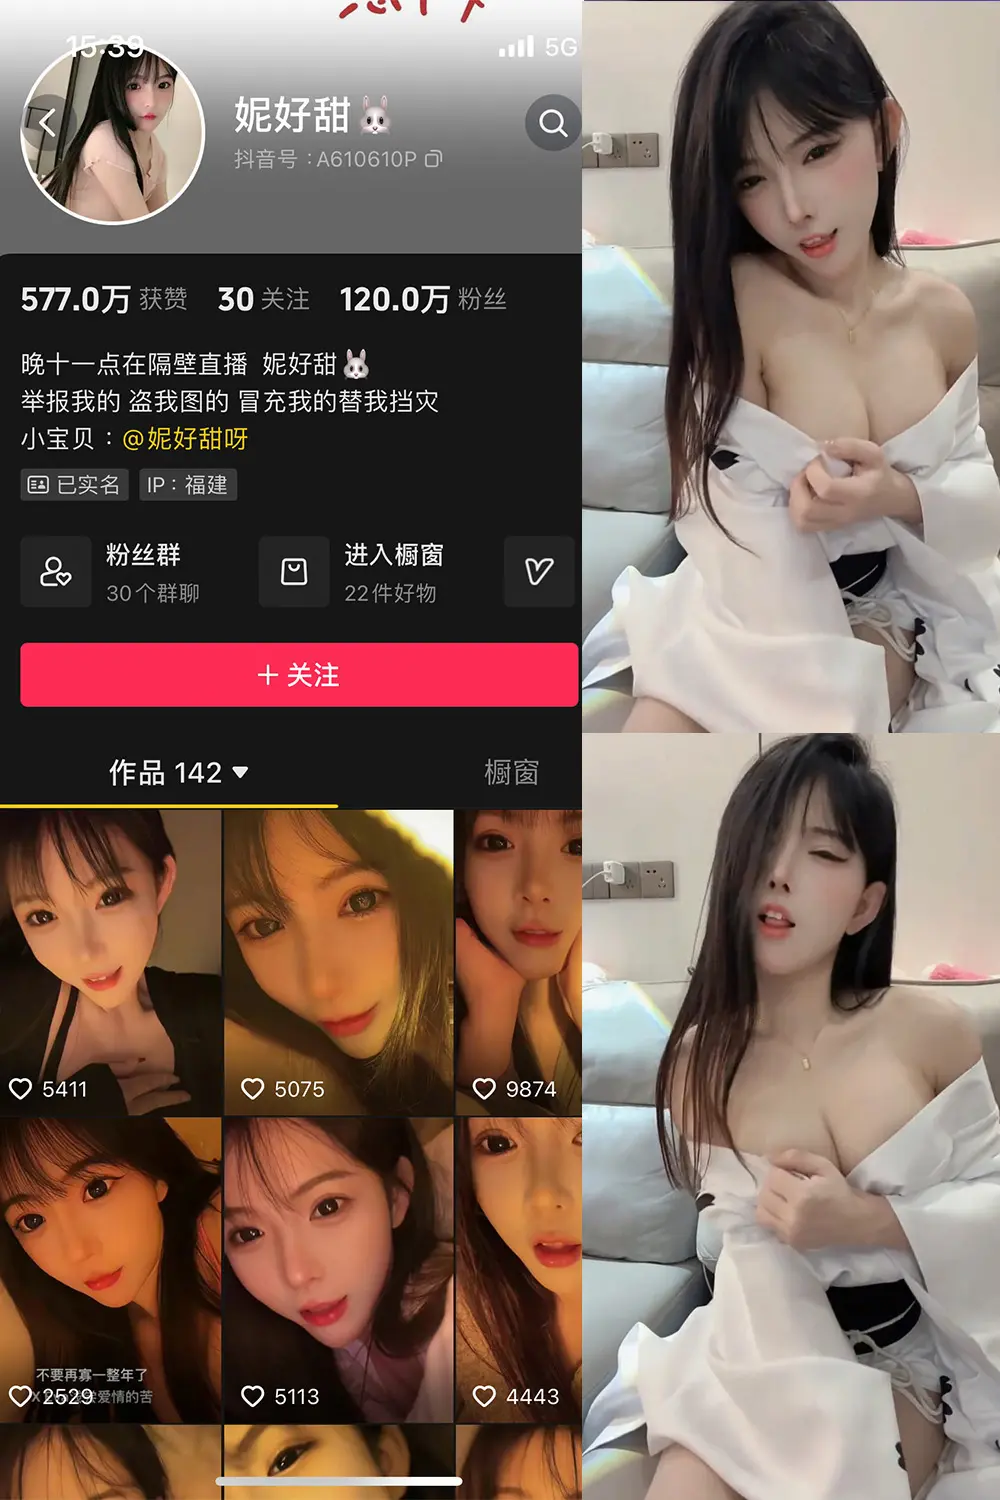 15:39
5G
妮好甜🐰
抖音号：A610610P
577.0万 获赞 30 关注 120.0万 粉丝
晚十一点在隔壁直播 妮好甜🐰
举报我的 盗我图的 冒充我的替我挡灾
小宝贝：@妮好甜呀
已实名 IP：福建
粉丝群
30个群聊
进入橱窗
22件好物
+ 关注
作品 142
橱窗
5411
5075
9874
不要再寡一整年了
2529
爱情的苦
5113
4443